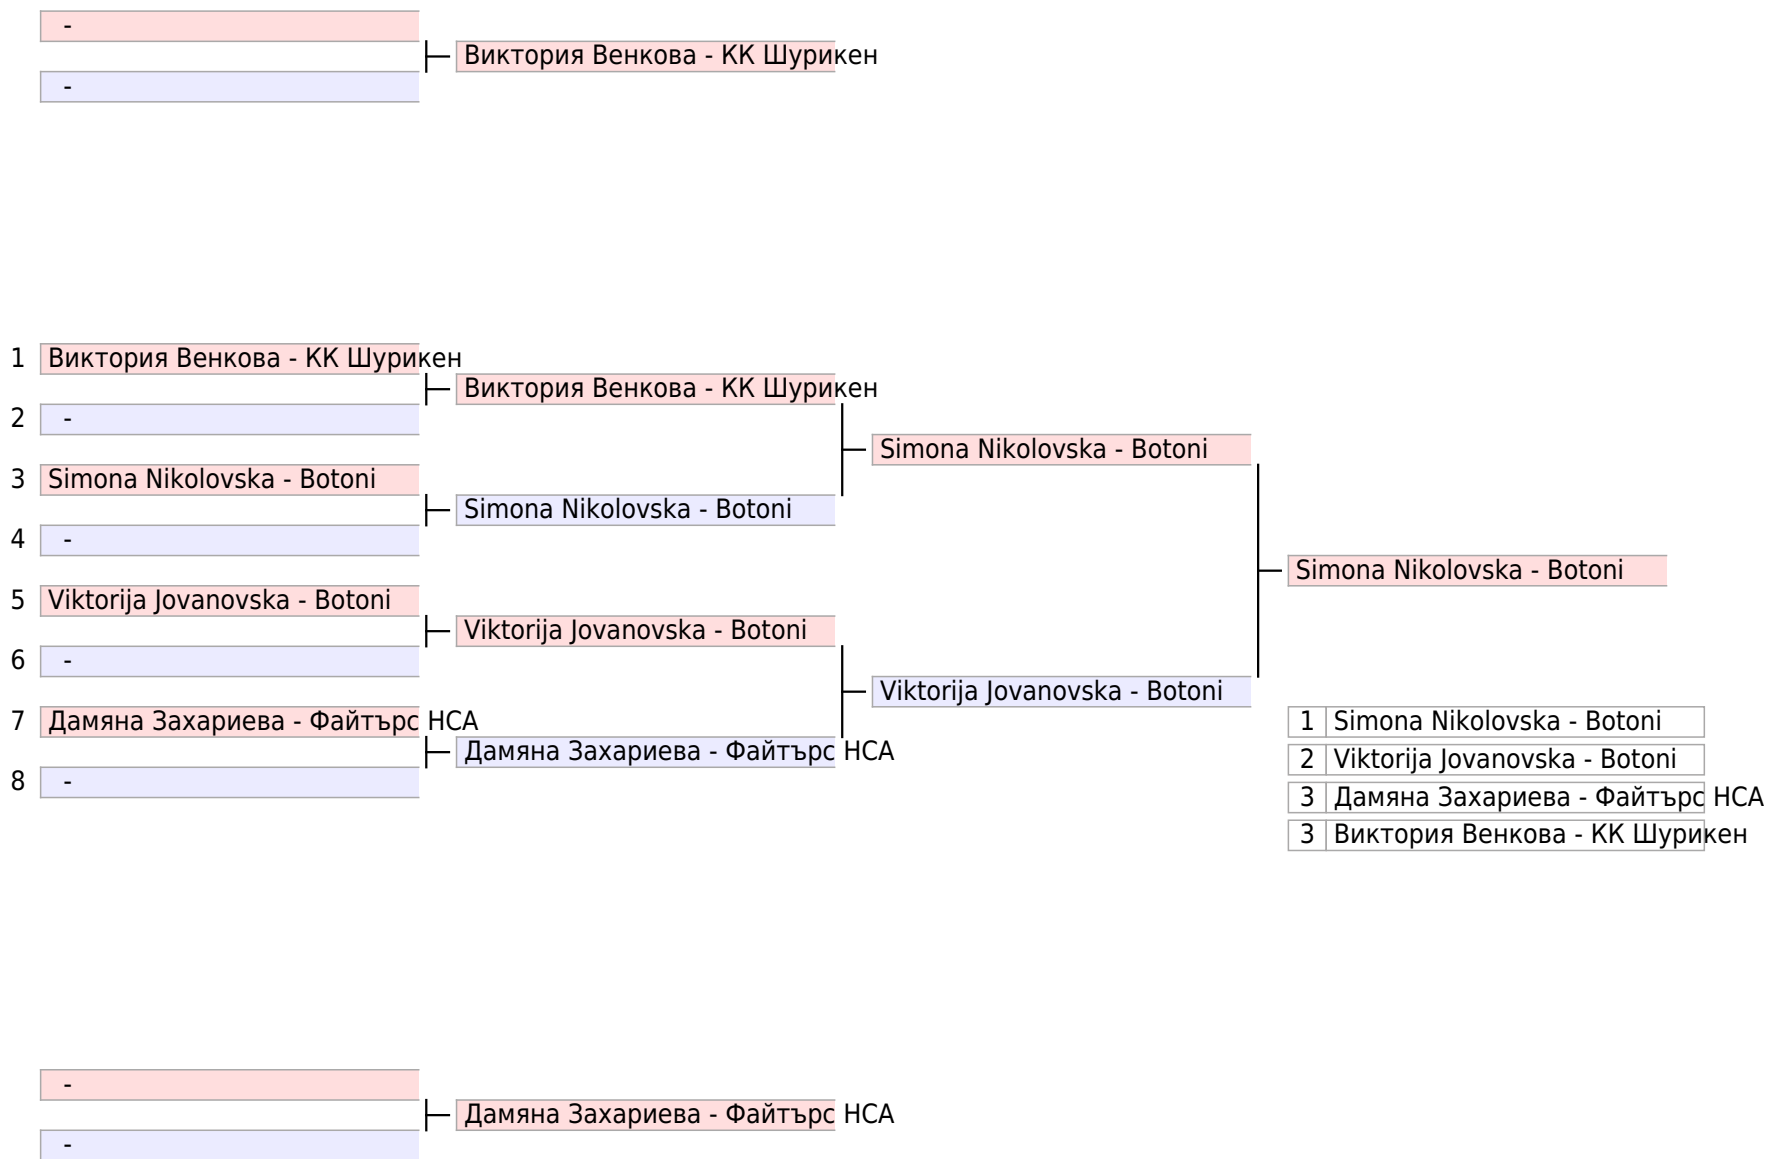 -
Виктория Венкова - КК Шурикен
-
1 Виктория Венкова - КК Шурикен
Виктория Венкова - КК Шурикен
2 -
Simona Nikolovska - Botoni
3 Simona Nikolovska - Botoni
Simona Nikolovska - Botoni
4 -
Simona Nikolovska - Botoni
5 Viktorija Jovanovska - Botoni
Viktorija Jovanovska - Botoni
6 -
Viktorija Jovanovska - Botoni
7 Дамяна Захариева - Файтърс НСА
Дамяна Захариева - Файтърс НСА
8 -
1 Simona Nikolovska - Botoni
2 Viktorija Jovanovska - Botoni
3 Дамяна Захариева - Файтърс НСА
3 Виктория Венкова - КК Шурикен
-
Дамяна Захариева - Файтърс НСА
-